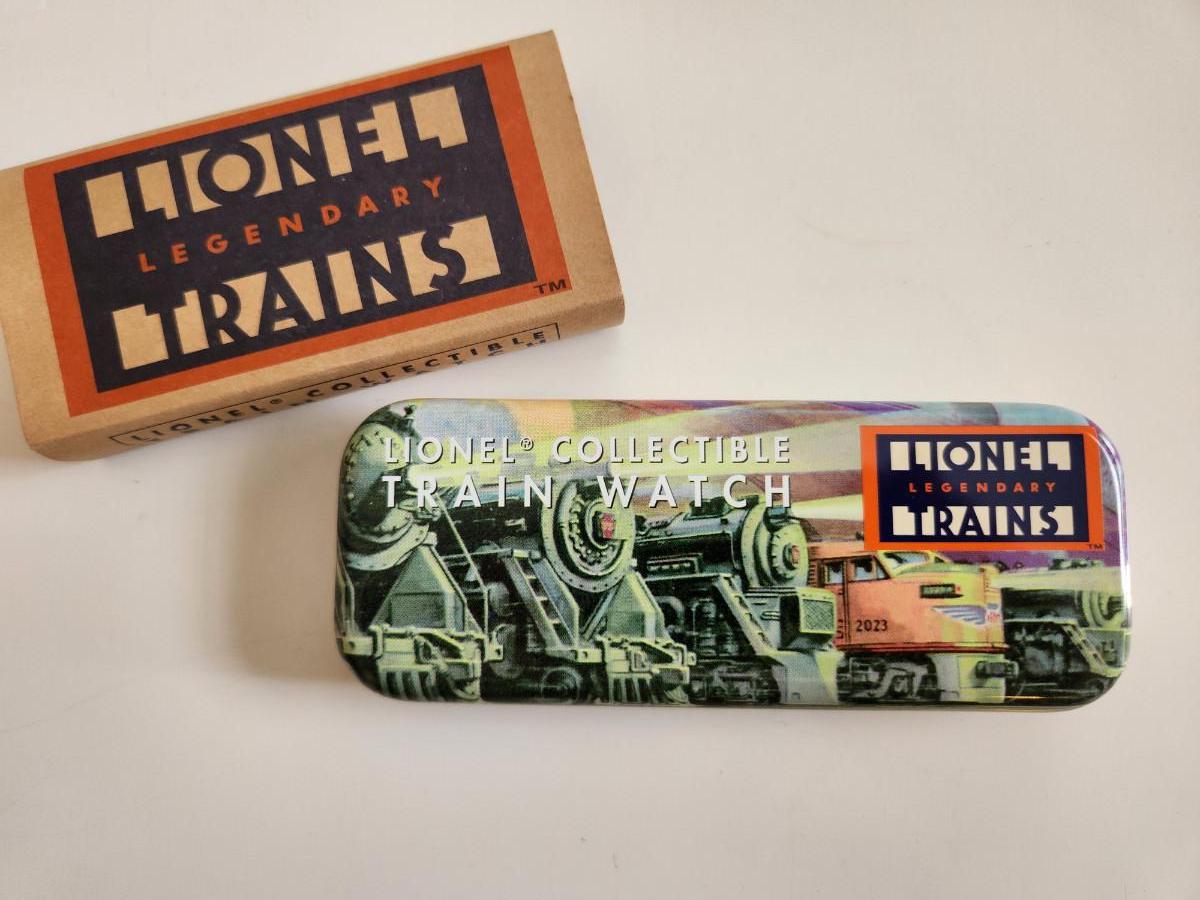 LIONEL
LEGENDARY
TRAINS
TM
LIONEL® COLLECTIBLE
LIONEL® COLLECTIBLE
TRAIN WATCH
LIONEL
LEGENDARY
TRAINS
TM
2023